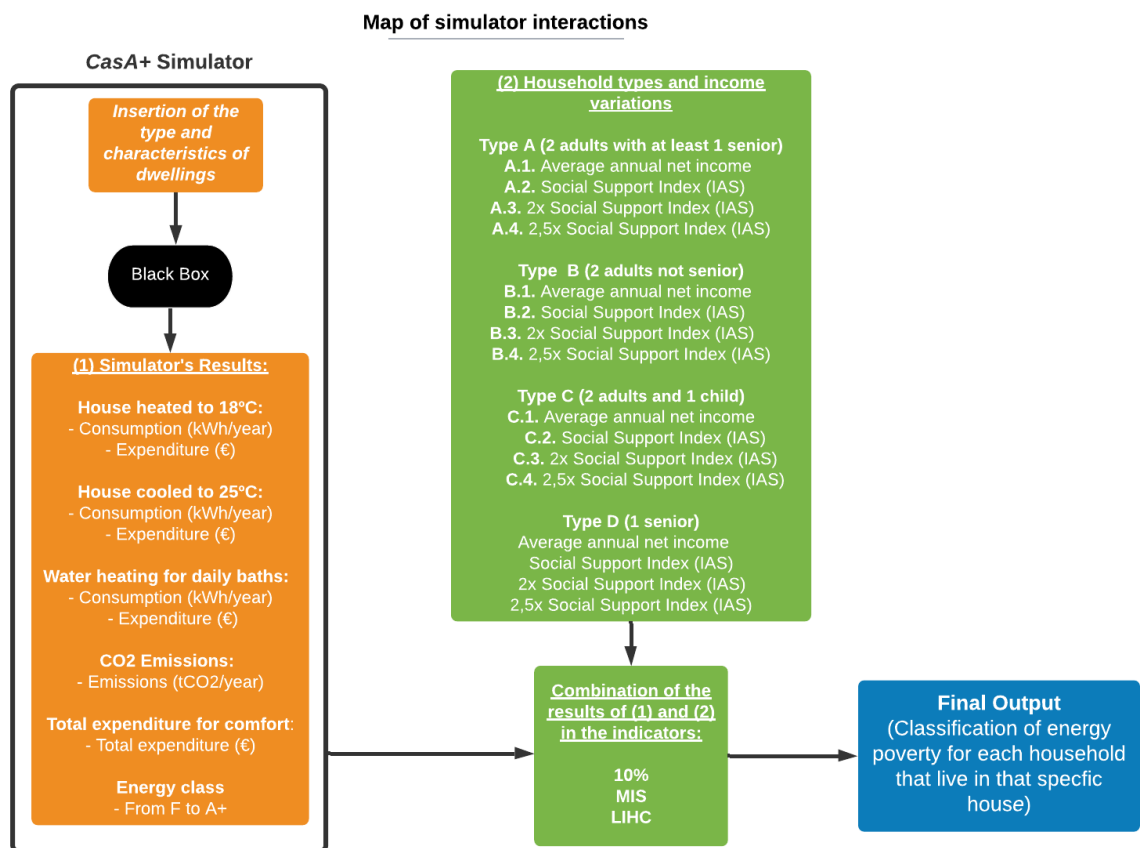 Map of simulator interactions
CasA+ Simulator
Insertion of the
type and
characteristics of
dwellings
Black Box
(1) Simulator's Results:
House heated to 18ºC:
- Consumption (kWh/year)
- Expenditure (€)
House cooled to 25ºC:
- Consumption (kWh/year)
- Expenditure (€)
Water heating for daily baths:
- Consumption (kWh/year)
- Expenditure (€)
CO2 Emissions:
- Emissions (tCO2/year)
Total expenditure for comfort:
- Total expenditure (€)
Energy class
- From F to A+
(2) Household types and income
variations
Type A (2 adults with at least 1 senior)
A.1. Average annual net income
A.2. Social Support Index (IAS)
A.3. 2x Social Support Index (IAS)
A.4. 2,5x Social Support Index (IAS)
Type B (2 adults not senior)
B.1. Average annual net income
B.2. Social Support Index (IAS)
B.3. 2x Social Support Index (IAS)
B.4. 2,5x Social Support Index (IAS)
Type C (2 adults and 1 child)
C.1. Average annual net income
C.2. Social Support Index (IAS)
C.3. 2x Social Support Index (IAS)
C.4. 2,5x Social Support Index (IAS)
Type D (1 senior)
Average annual net income
Social Support Index (IAS)
2x Social Support Index (IAS)
2,5x Social Support Index (IAS)
Combination of the
results of (1) and (2)
in the indicators:
10%
MIS
LIHC
Final Output
(Classification of energy
poverty for each household
that live in that specfic
house)